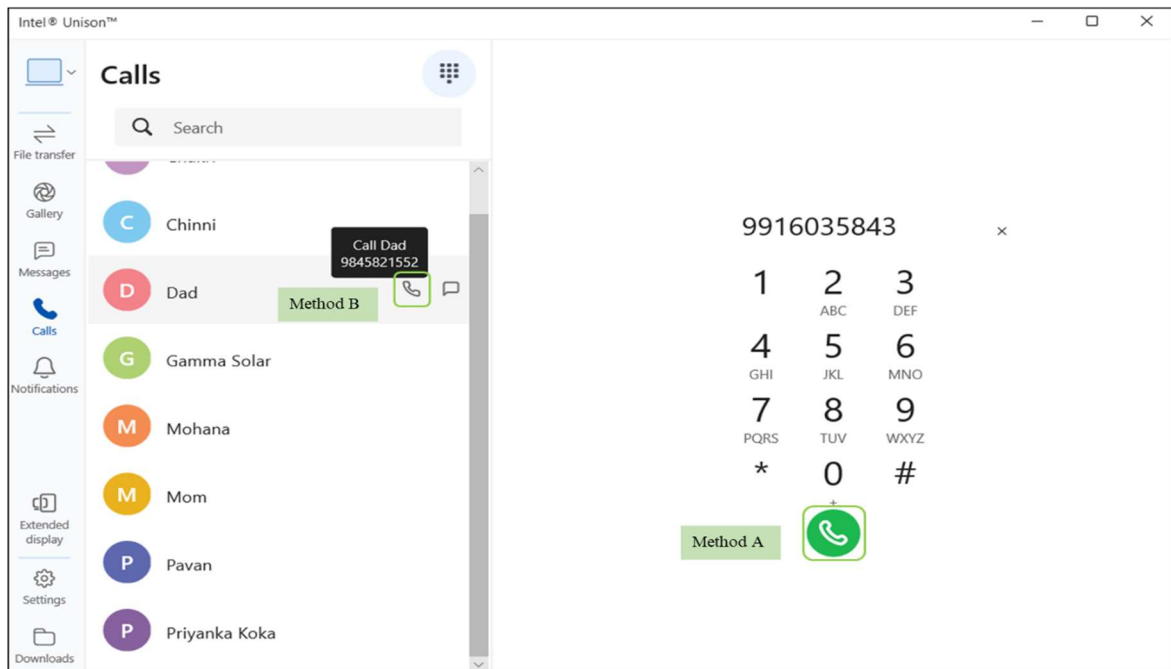 Intel® Unison™
File transfer
Gallery
Messages
Calls
Notifications
Extended
display
Settings
Downloads
Calls
Search
C Chinni
Call Dad
9845821552
D Dad
Method B
G Gamma Solar
M Mohana
M Mom
P Pavan
P Priyanka Koka
9916035843 ×
1 2 3
ABC DEF
4 5 6
GHI JKL MNO
7 8 9
PQRS TUV WXYZ
* 0 #
+
Method A